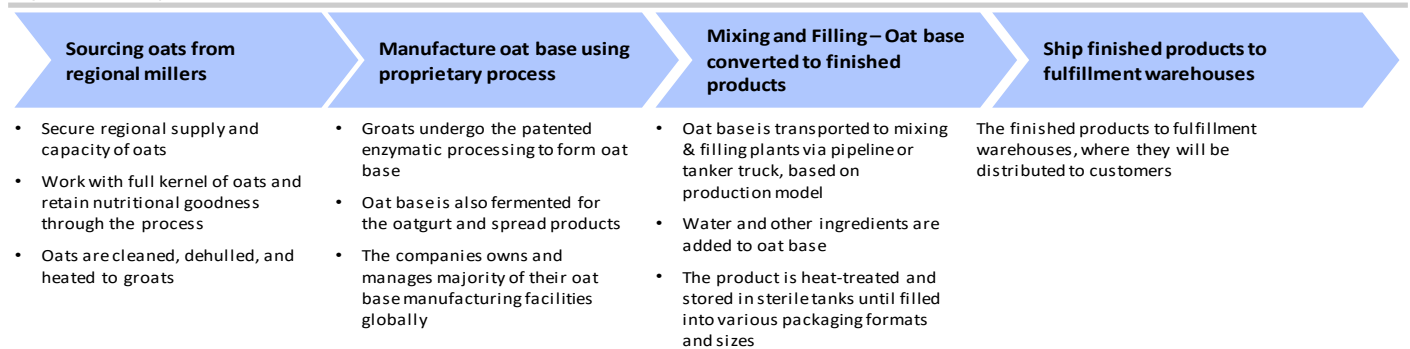 Sourcing oats from
regional millers
Manufacture oat base using
proprietary process
Mixing and Filling – Oat base
converted to finished
products
Ship finished products to
fulfillment warehouses
• Secure regional supply and
capacity of oats
• Work with full kernel of oats and
retain nutritional goodness
through the process
• Oats are cleaned, dehulled, and
heated to groats
• Groats undergo the patented
enzymatic processing to form oat
base
• Oat base is also fermented for
the oatgurt and spread products
• The companies owns and
manages majority of their oat
base manufacturing facilities
globally
• Oat base is transported to mixing
& filling plants via pipeline or
tanker truck, based on
production model
• Water and other ingredients are
added to oat base
• The product is heat-treated and
stored in sterile tanks until filled
into various packaging formats
and sizes
The finished products to fulfillment
warehouses, where they will be
distributed to customers